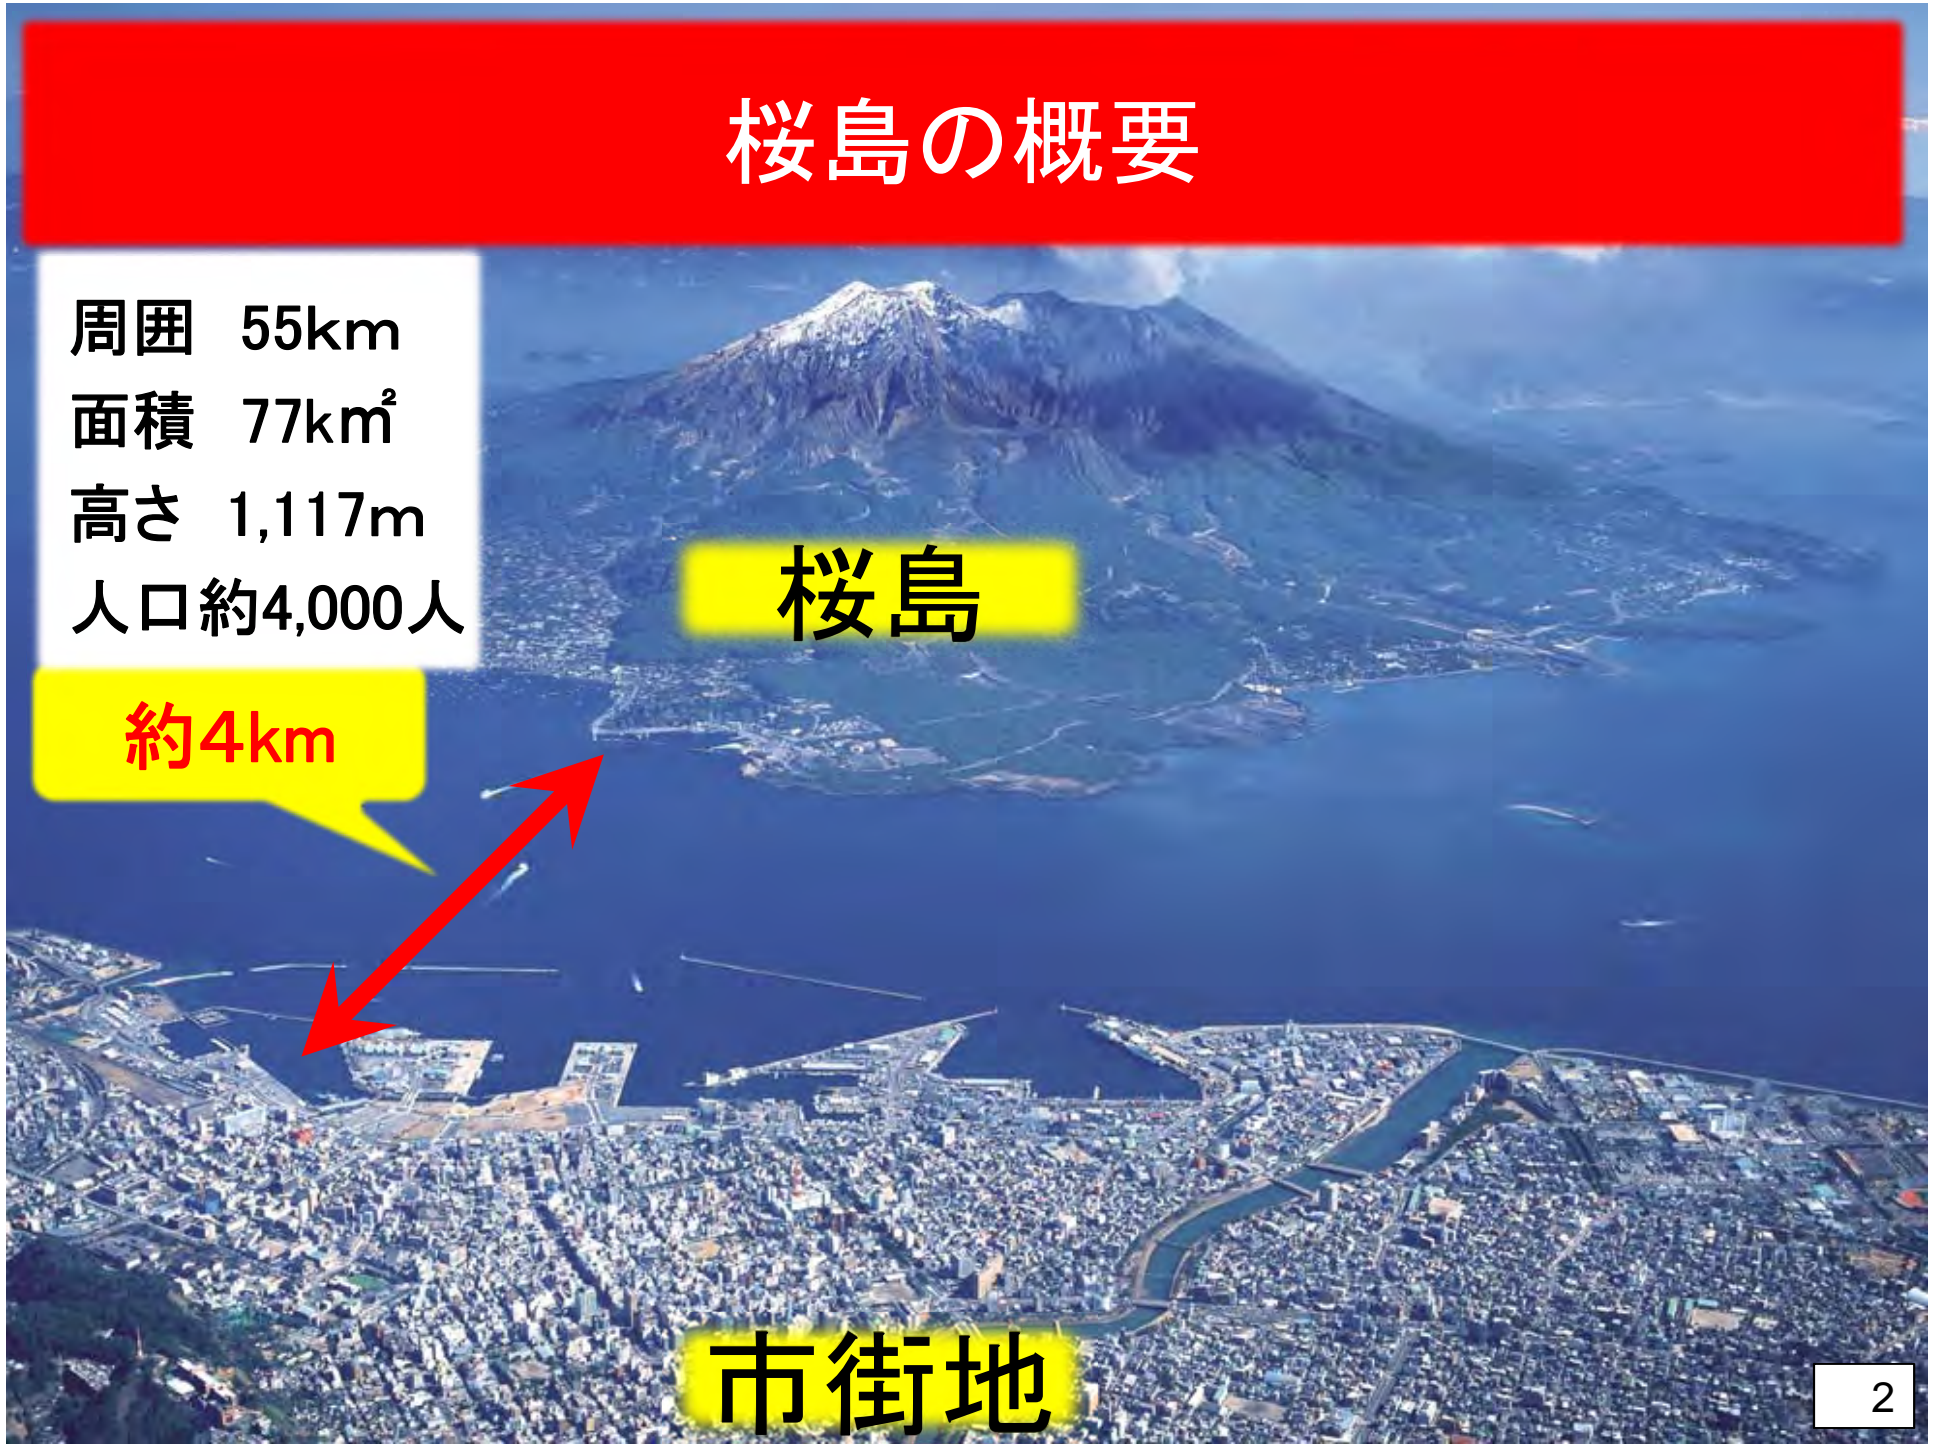 桜島の概要
周囲　55km
面積　77k㎡
高さ　1,117m
人口約4,000人
約4km
桜島
市街地
2